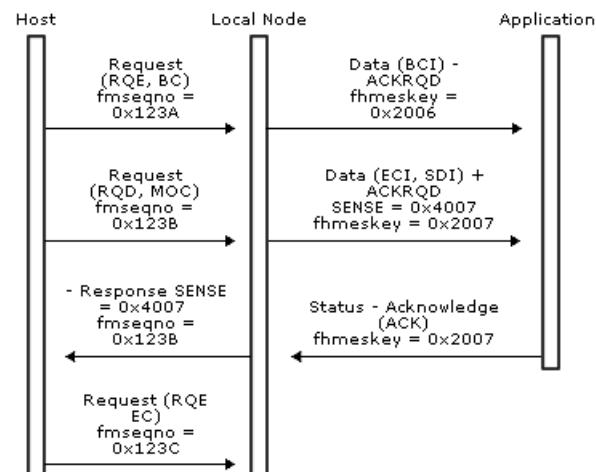 Host
Local Node
Application
Request
(RQE, BC)
fmseqno =
0x123A
Data (BCI) -
ACKRQD
fhmeskey =
0x2006
Request
(RQD, MOC)
fmseqno =
0x123B
Data (ECI, SDI) +
ACKRQD
SENSE = 0x4007
fhmeskey = 0x2007
- Response SENSE
= 0x4007
fmseqno =
0x123B
Status - Acknowledge
(ACK)
fhmeskey = 0x2007
Request (RQE
EC)
fmseqno =
0x123C